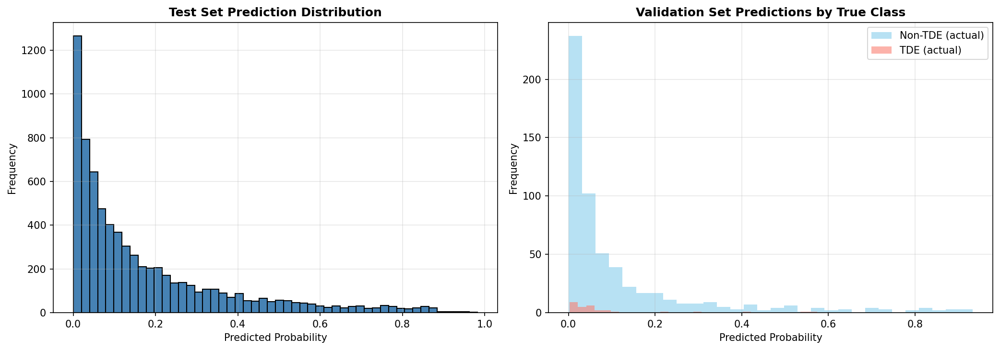 Test Set Prediction Distribution
Frequency
1200
1000
800
600
400
200
0
0.0 0.2 0.4 0.6 0.8 1.0
Predicted Probability
Validation Set Predictions by True Class
Non-TDE (actual)
TDE (actual)
Frequency
200
150
100
50
0
0.0 0.2 0.4 0.6 0.8
Predicted Probability